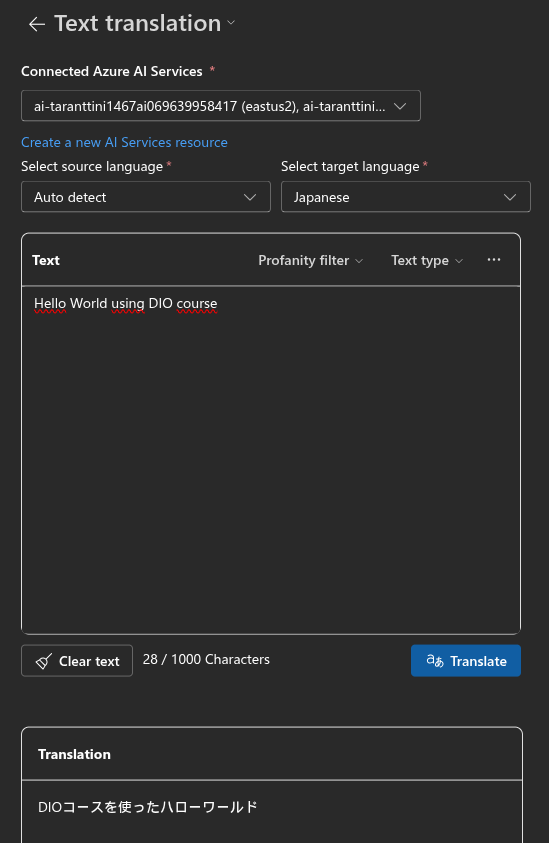 Text translation
Connected Azure AI Services *
ai-taranttini1467ai069639958417 (eastus2), ai-taranttini...
Create a new AI Services resource
Select source language * Select target language *
Auto detect Japanese
Text Profanity filter Text type ...
Hello World using DIO course
Clear text 28 / 1000 Characters Translate
Translation
DIOコースを使ったハローワールド